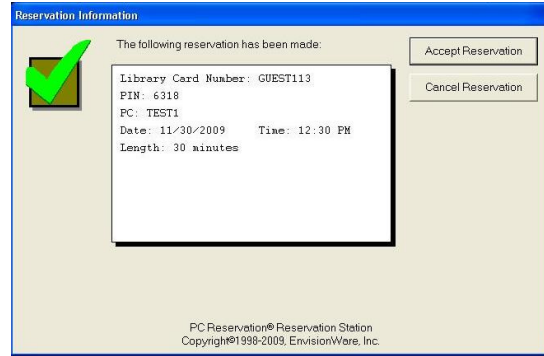 Reservation Information
The following reservation has been made:
Accept Reservation
Cancel Reservation
Library Card Number: GUEST113
PIN: 6318
PC: TEST1
Date: 11/30/2009 Time: 12:30 PM
Length: 30 minutes
PC Reservation® Reservation Station
Copyright©1998-2009, EnvisionWare, Inc.